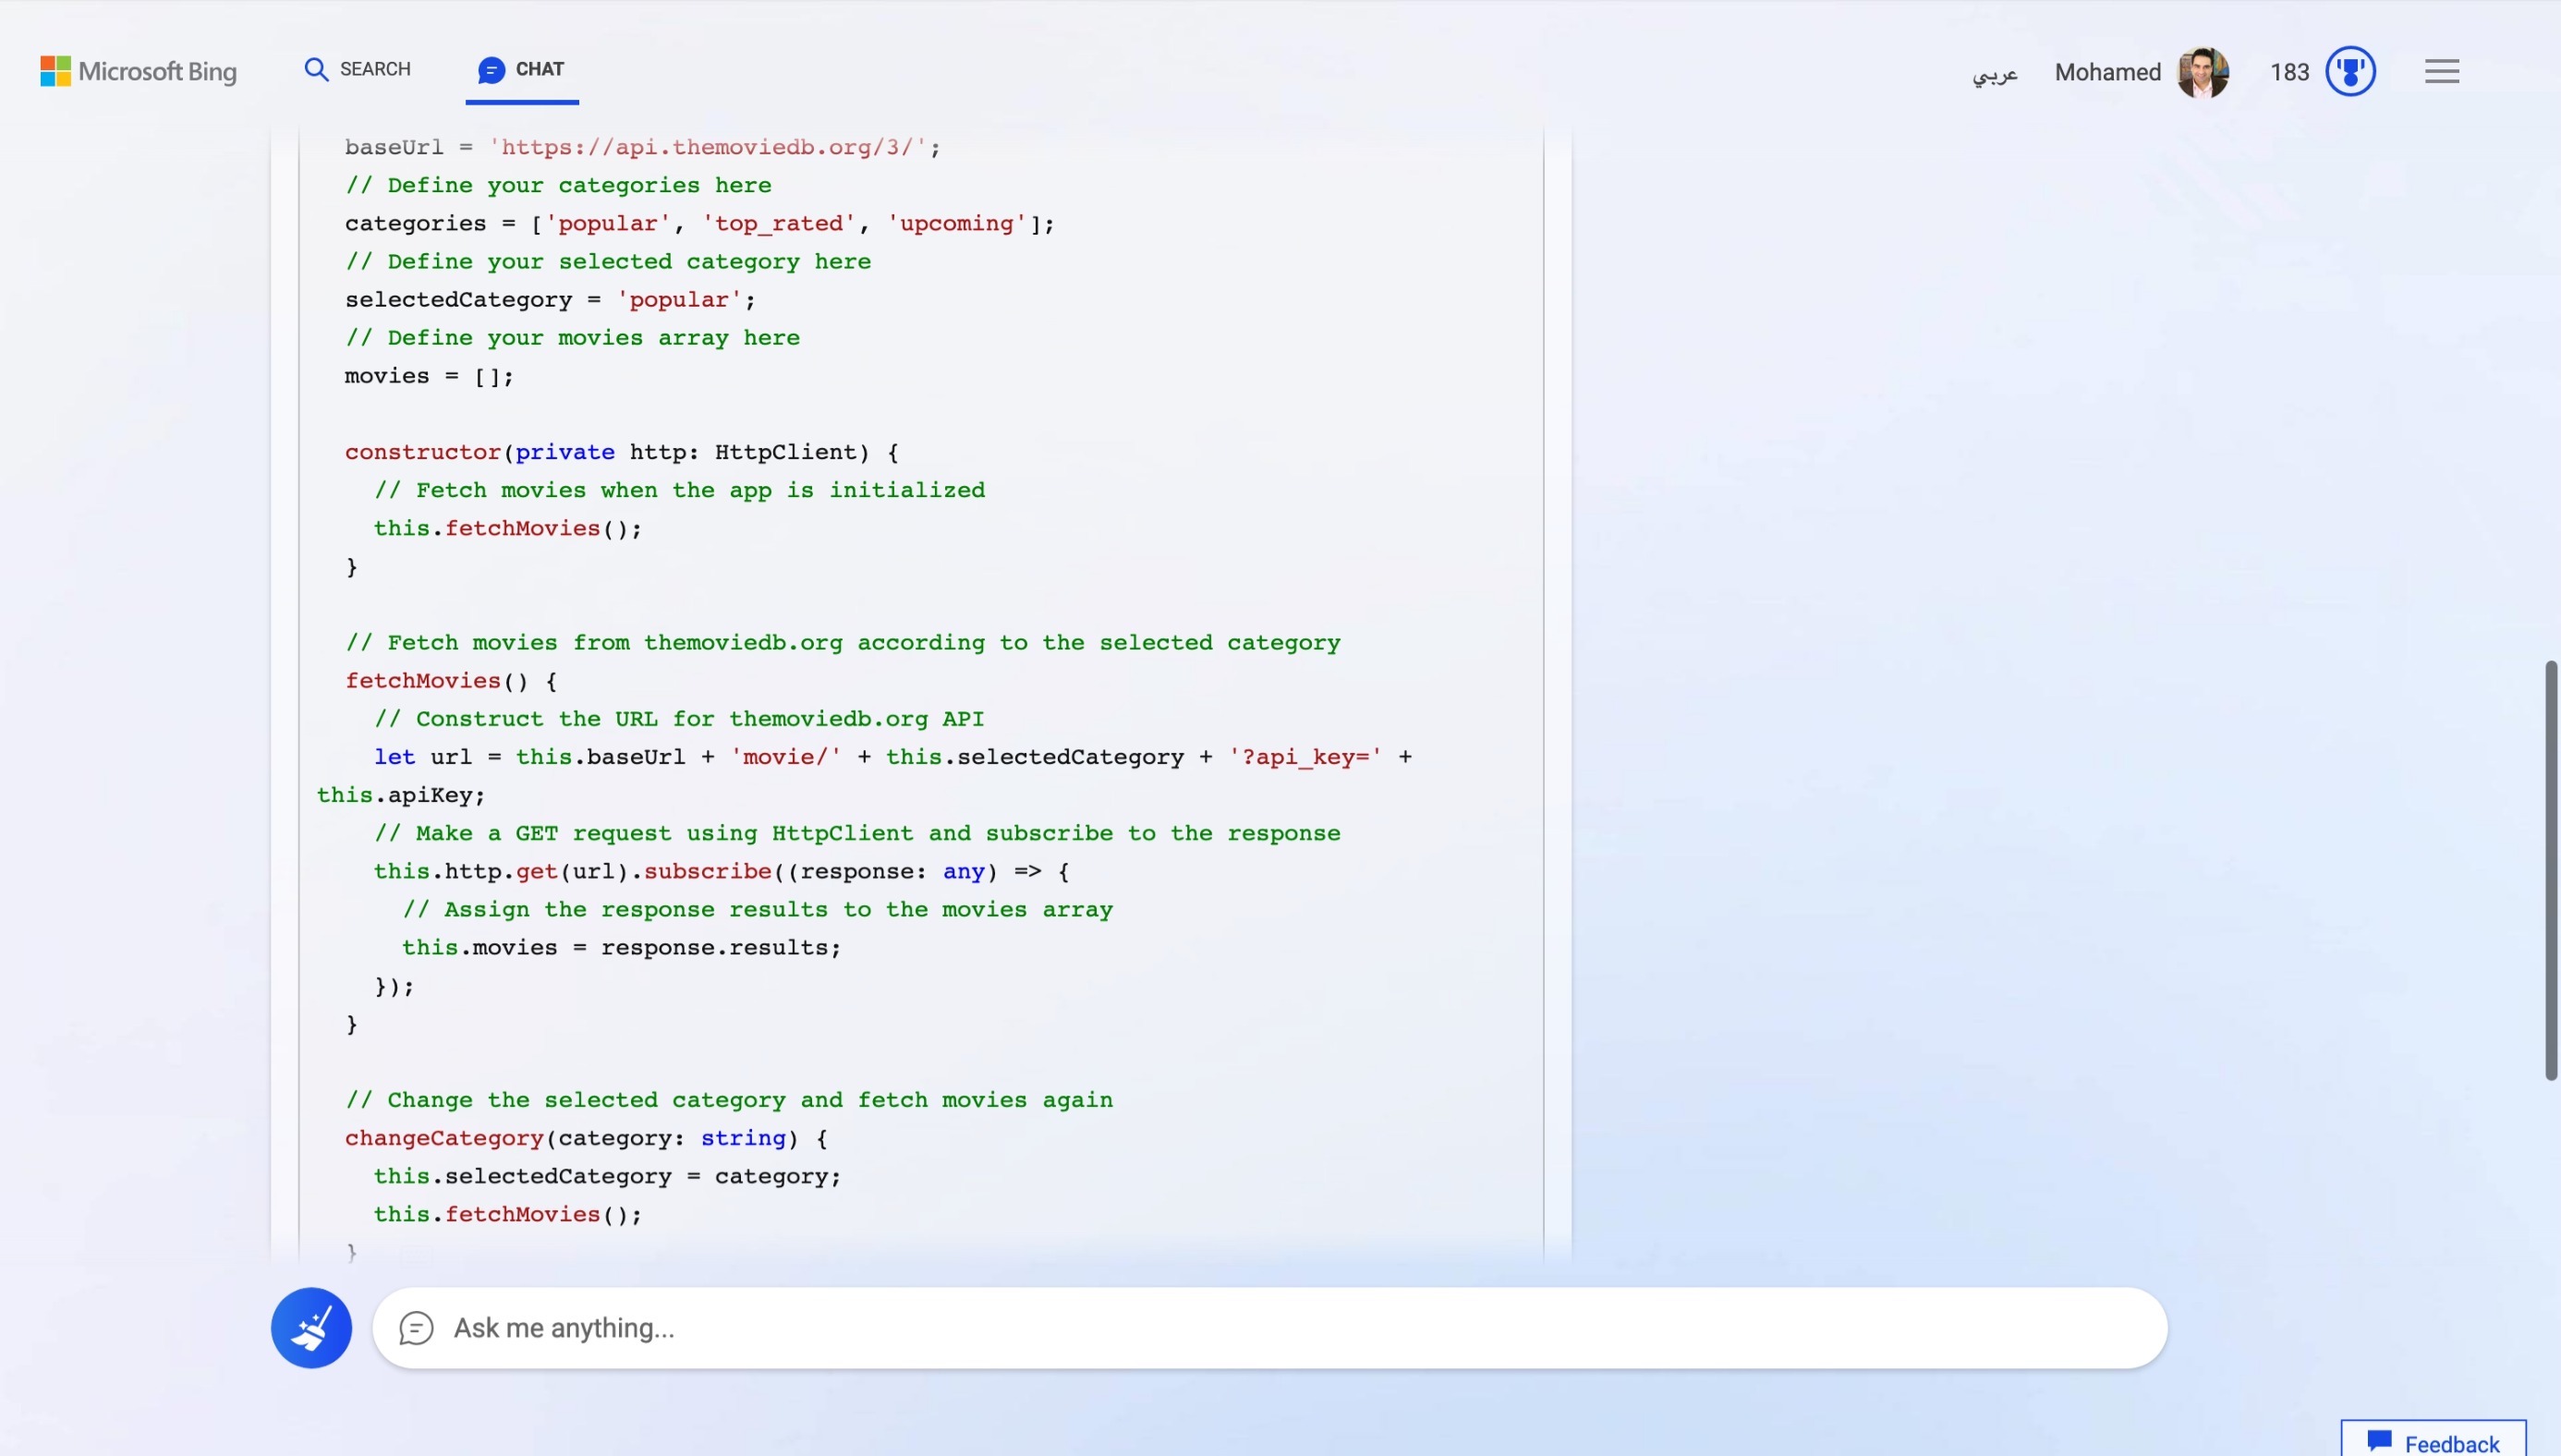 Microsoft Bing
SEARCH
CHAT
عربي
Mohamed
183
baseUrl = 'https://api.themoviedb.org/3/';
// Define your categories here
categories = ['popular', 'top_rated', 'upcoming'];
// Define your selected category here
selectedCategory = 'popular';
// Define your movies array here
movies = [];
constructor(private http: HttpClient) {
// Fetch movies when the app is initialized
this.fetchMovies();
}
// Fetch movies from themoviedb.org according to the selected category
fetchMovies() {
// Construct the URL for themoviedb.org API
let url = this.baseUrl + 'movie/' + this.selectedCategory + '?api_key=' +
this.apiKey;
// Make a GET request using HttpClient and subscribe to the response
this.http.get(url).subscribe((response: any) => {
// Assign the response results to the movies array
this.movies = response.results;
});
}
// Change the selected category and fetch movies again
changeCategory(category: string) {
this.selectedCategory = category;
this.fetchMovies();
}
Ask me anything...
Feedback